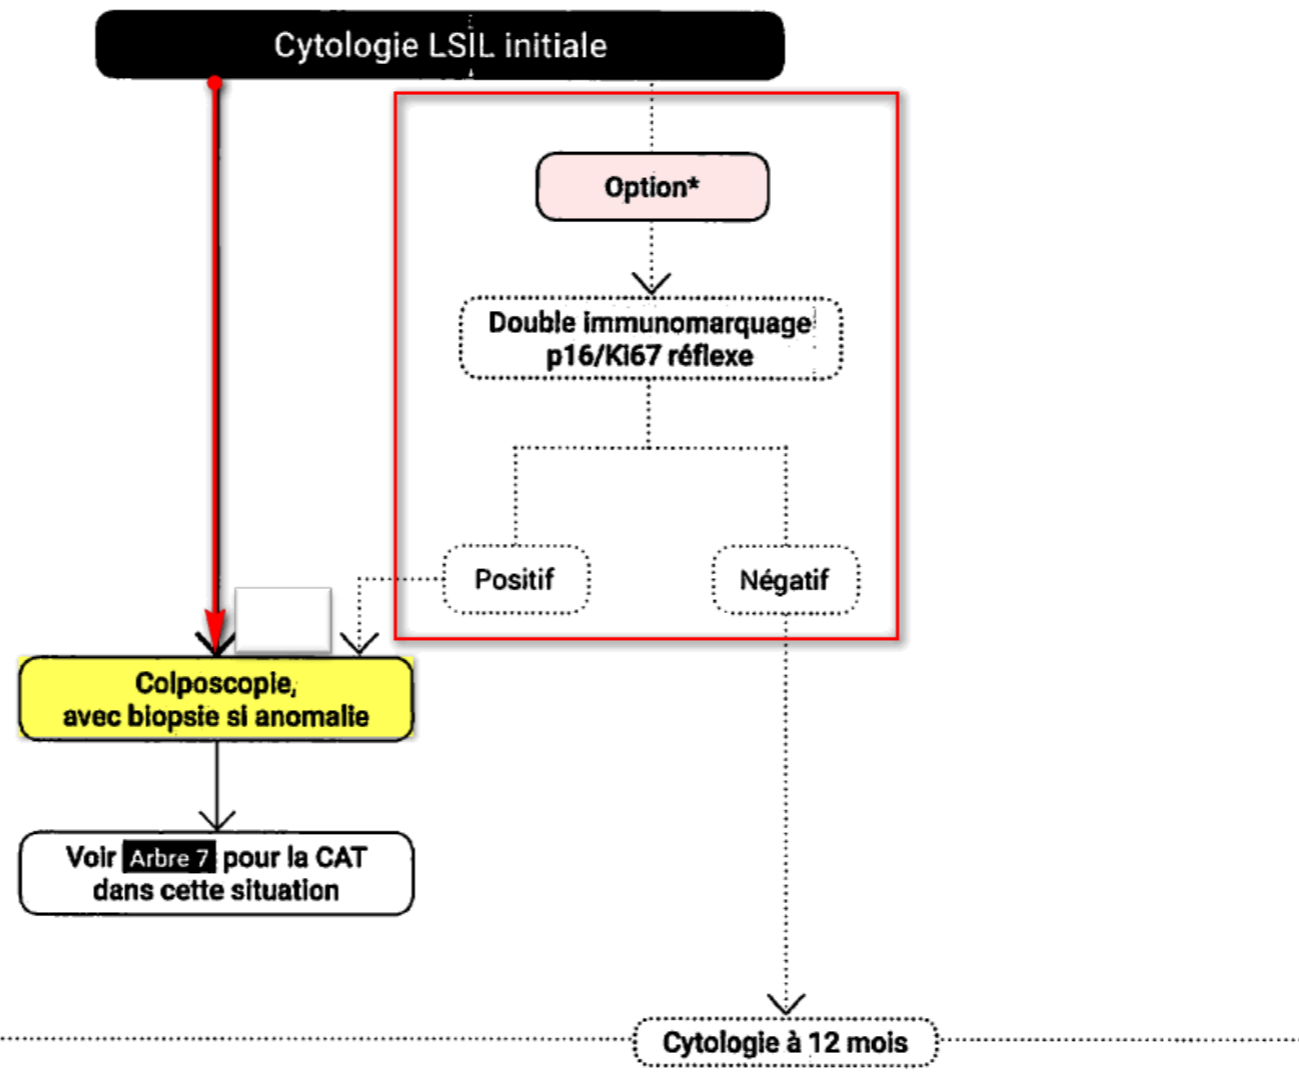 Cytologie LSIL initiale
Option*
Double immunomarquage
p16/Ki67 réflexe
Positif
Négatif
Colposcopie,
avec biopsie si anomalie
Voir Arbre 7 pour la CAT
dans cette situation
Cytologie à 12 mois